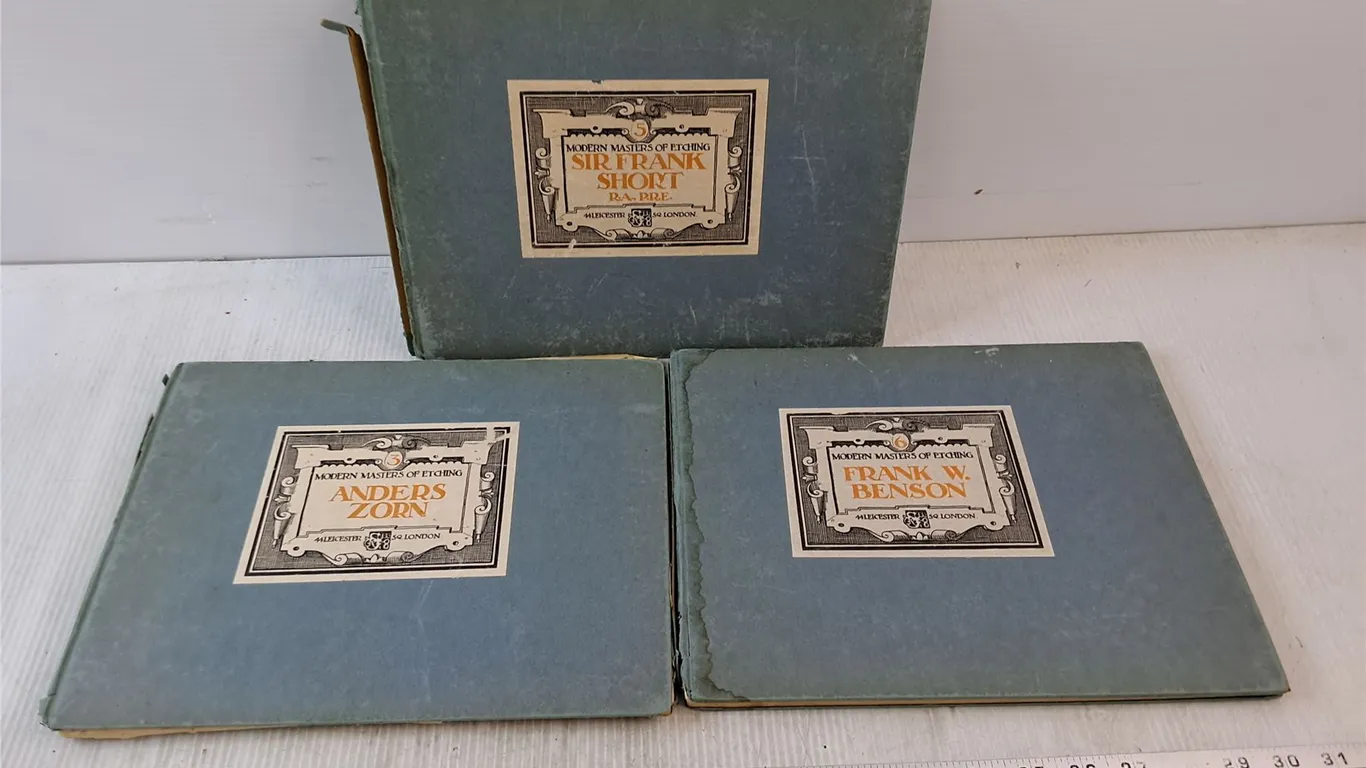 5
MODERN MASTERS OF ETCHING
SIR FRANK
SHORT
R.A., P.R.E.
44 LEICESTER SQ LONDON
3
MODERN MASTERS OF ETCHING
ANDERS
ZORN
44 LEICESTER SQ LONDON
6
MODERN MASTERS OF ETCHING
FRANK W.
BENSON
44 LEICESTER SQ LONDON
29 30 31